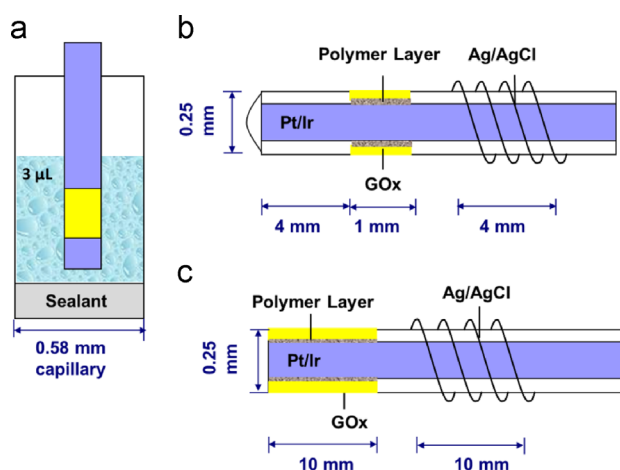 a
3 µL
Sealant
0.58 mm
capillary
b
Polymer Layer
Ag/AgCl
0.25
mm
Pt/Ir
GOx
4 mm
1 mm
4 mm
c
Polymer Layer
Ag/AgCl
0.25
mm
Pt/Ir
GOx
10 mm
10 mm